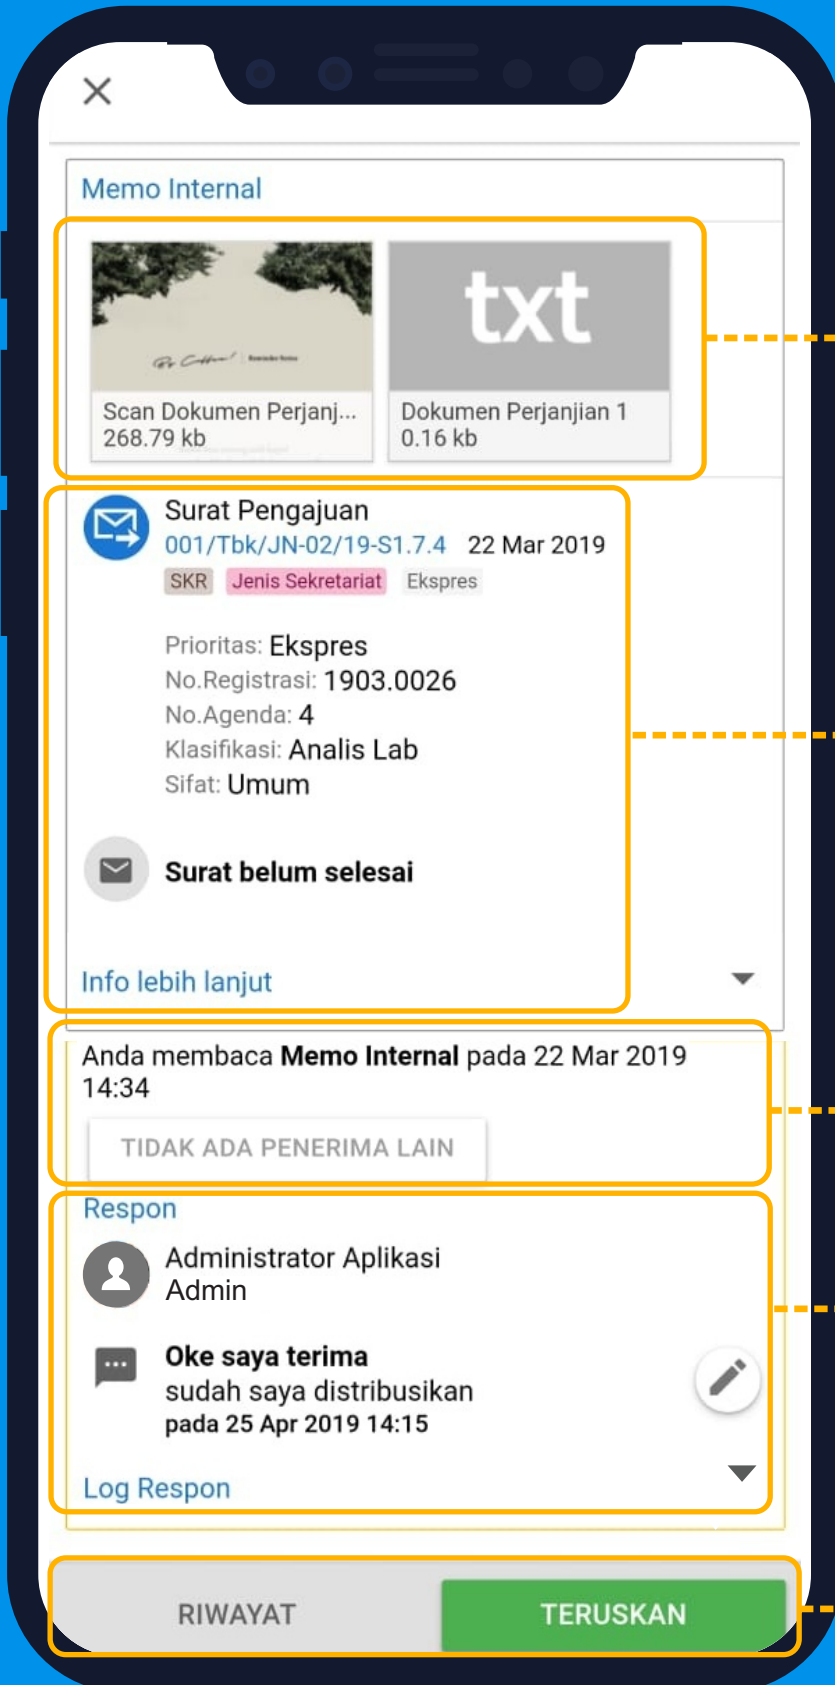 Memo Internal
txt
Scan Dokumen Perjanj...
268.79 kb
Dokumen Perjanjian 1
0.16 kb
Surat Pengajuan
001/Tbk/JN-02/19-S1.7.4 22 Mar 2019
SKR Jenis Sekretariat Ekspres
Prioritas: Ekspres
No.Registrasi: 1903.0026
No.Agenda: 4
Klasifikasi: Analis Lab
Sifat: Umum
Surat belum selesai
Info lebih lanjut
Anda membaca Memo Internal pada 22 Mar 2019
14:34
TIDAK ADA PENERIMA LAIN
Respon
Administrator Aplikasi
Admin
Oke saya terima
sudah saya distribusikan
pada 25 Apr 2019 14:15
Log Respon
RIWAYAT TERUSKAN